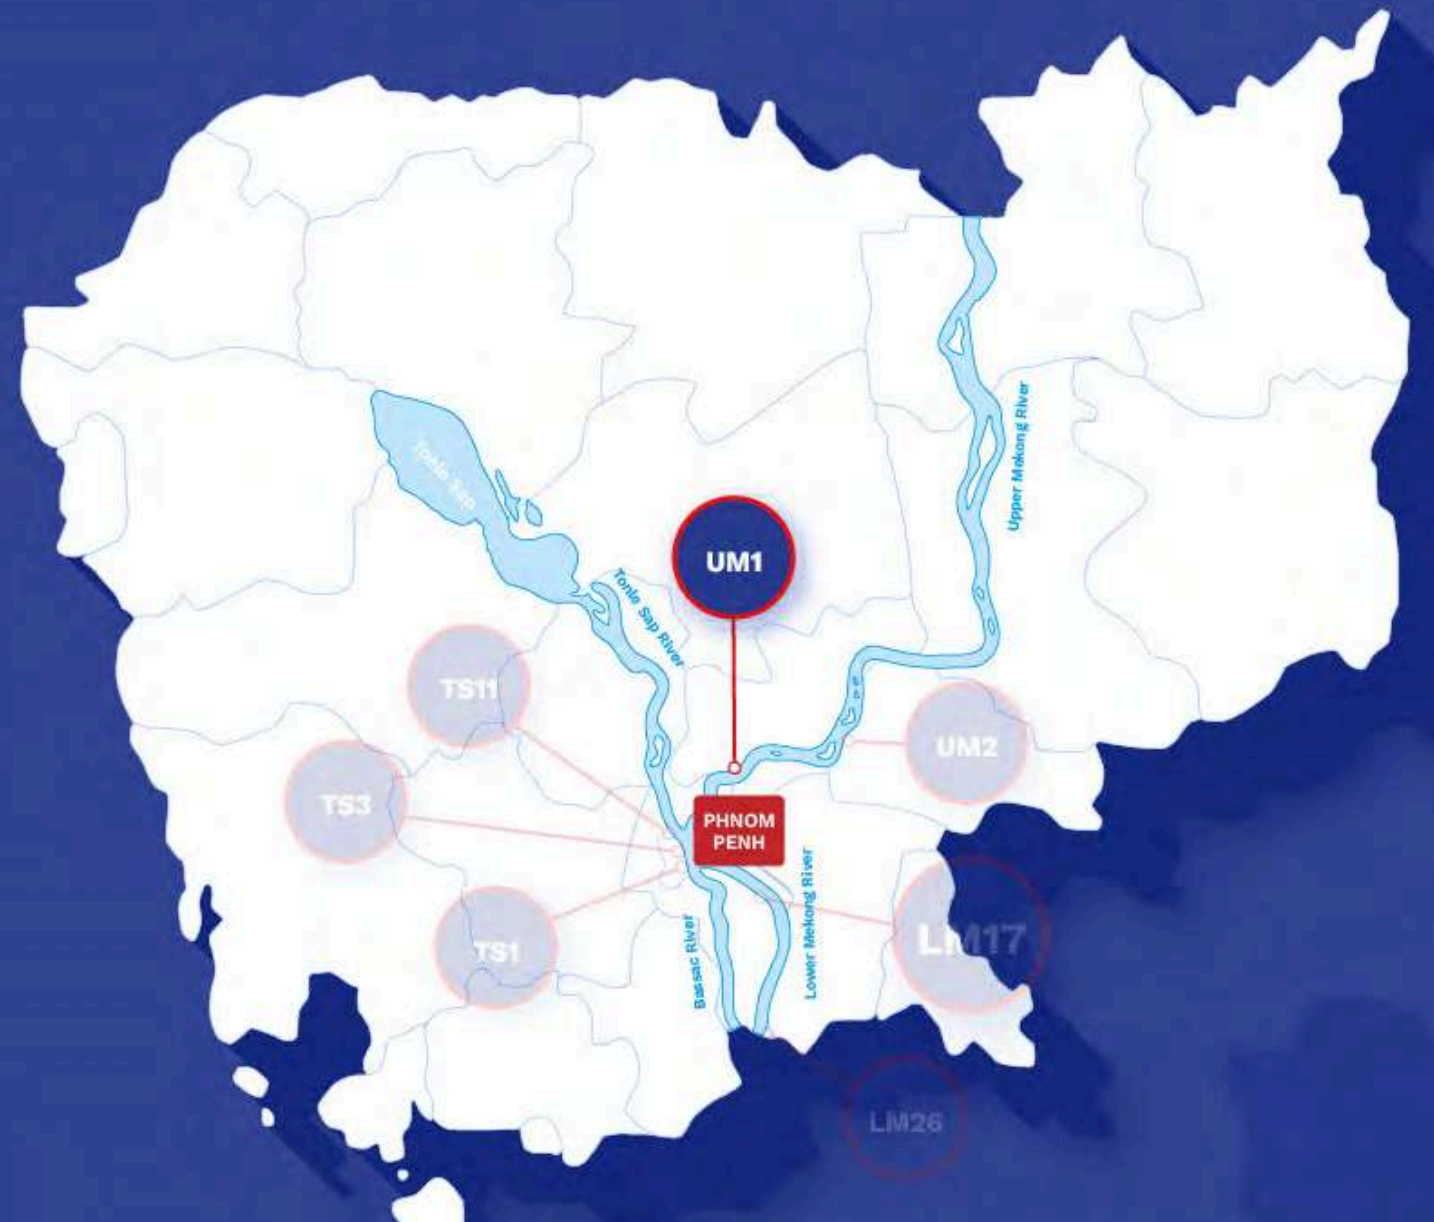 Tonle Sap
Upper Mekong River
UM1
Tonle Sap River
TS11
UM2
TS3
PHNOM
PENH
Lower Mekong River
LM17
TS1
Bassac River
LM26